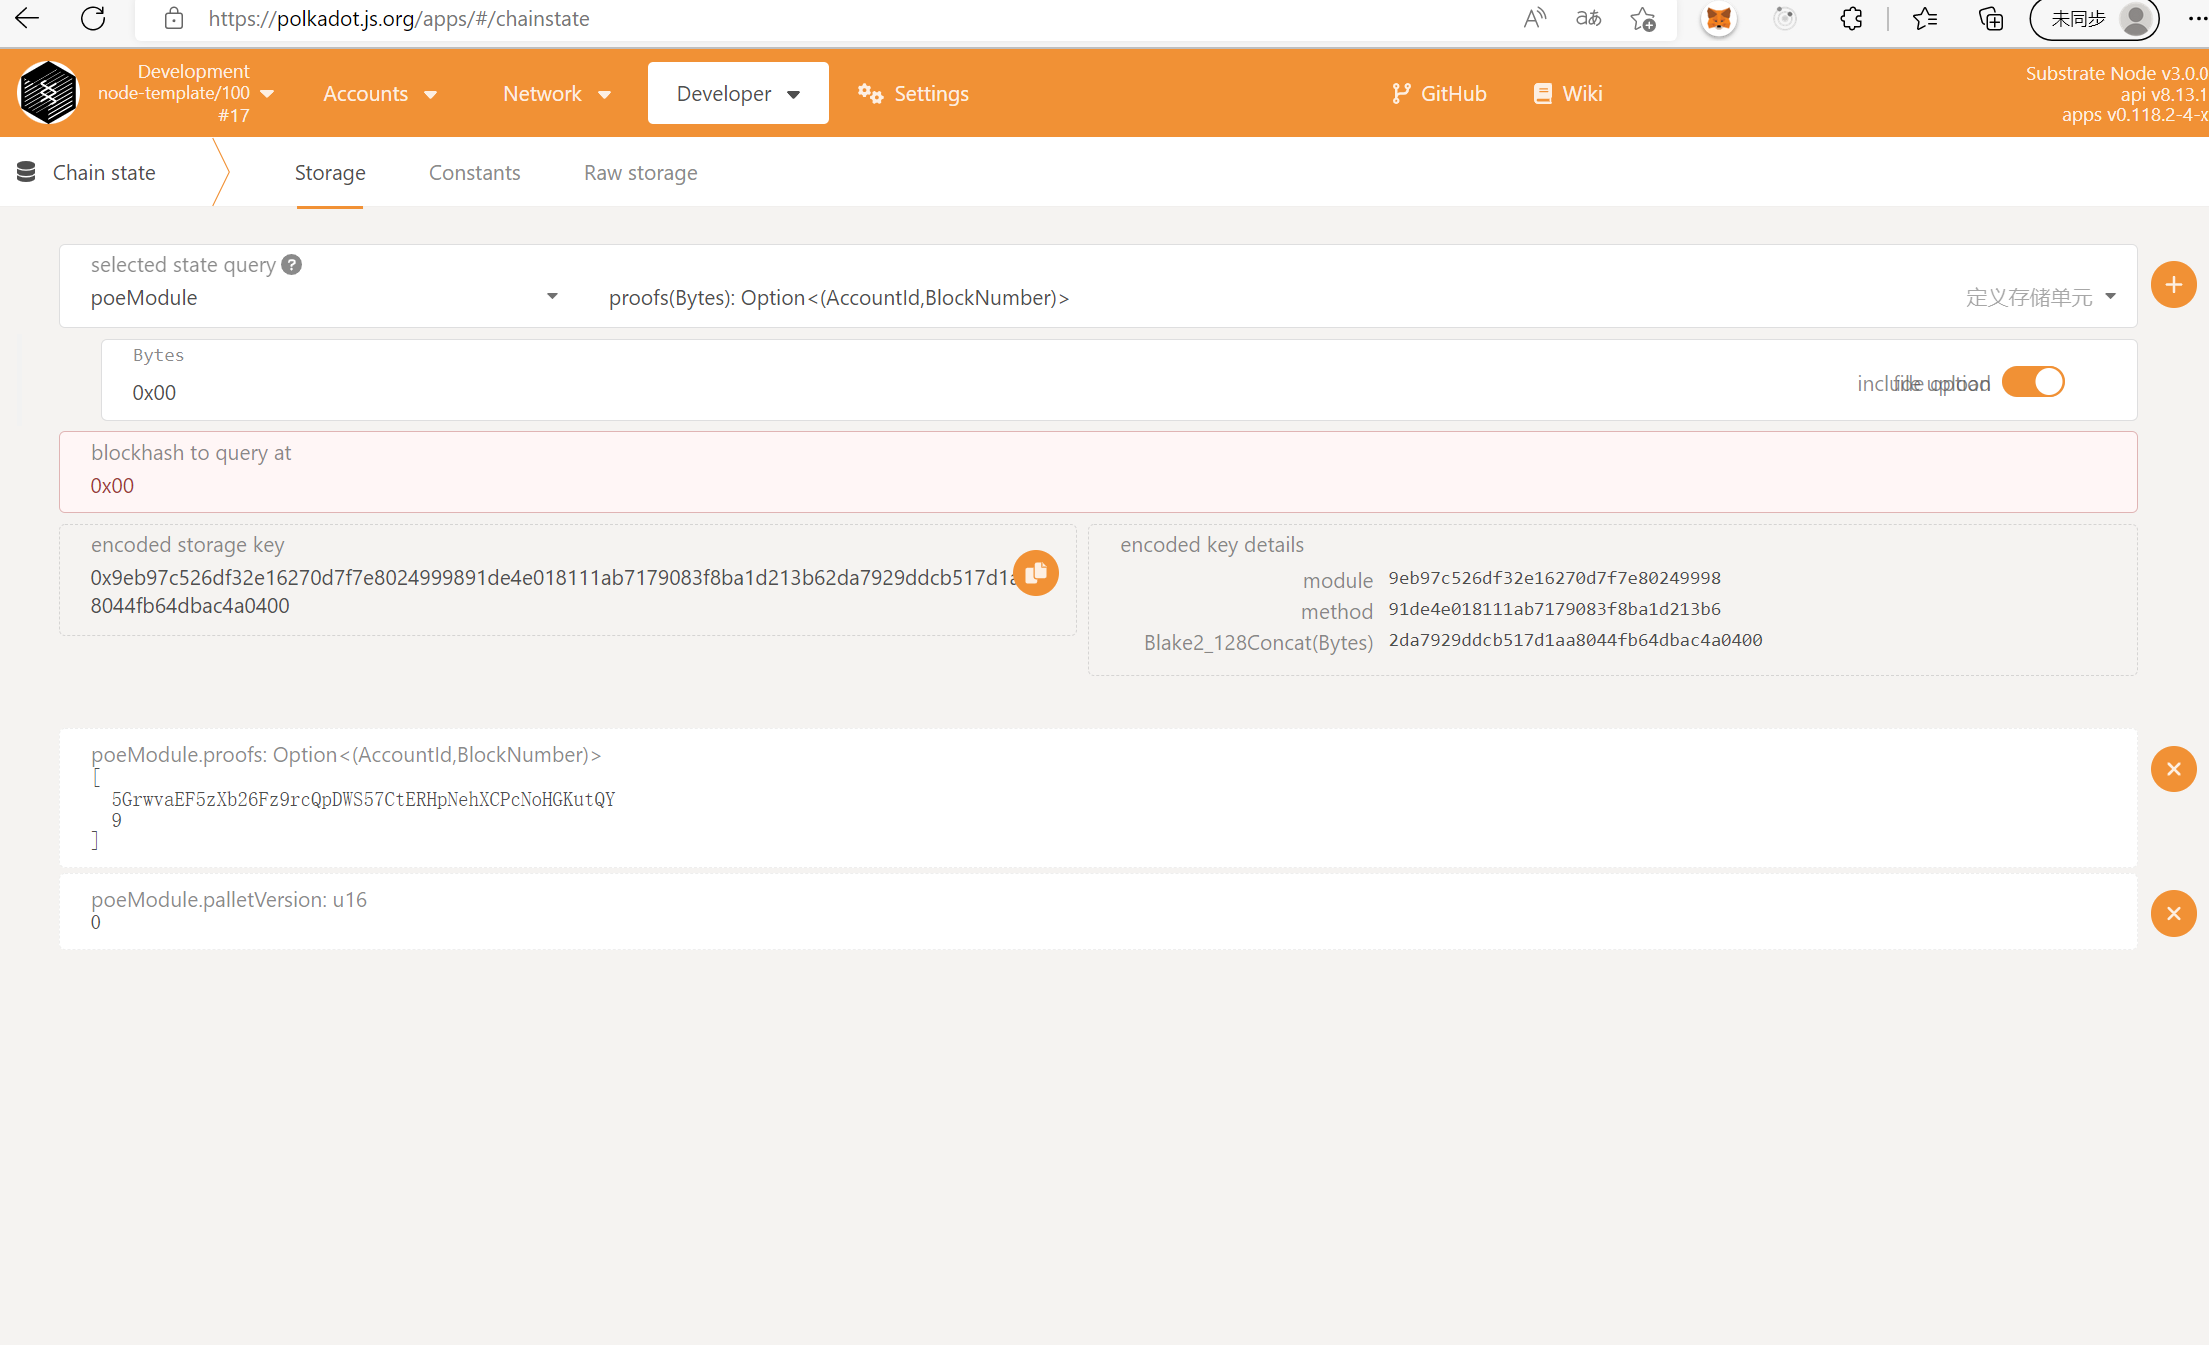 https://polkadot.js.org/apps/#/chainstate
未同步
Development
node-template/100
#17
Accounts
Network
Developer
Settings
GitHub
Wiki
Substrate Node v3.0.0
api v8.13.1
apps v0.118.2-4-x
Chain state
Storage
Constants
Raw storage
selected state query
poeModule
proofs(Bytes): Option<(AccountId,BlockNumber)>
定义存储单元
Bytes
0x00
include option
file upload
blockhash to query at
0x00
encoded storage key
0x9eb97c526df32e16270d7f7e8024999891de4e018111ab7179083f8ba1d213b62da7929ddcb517d1a
8044fb64dbac4a0400
encoded key details
module 9eb97c526df32e16270d7f7e80249998
method 91de4e018111ab7179083f8ba1d213b6
Blake2_128Concat(Bytes) 2da7929ddcb517d1aa8044fb64dbac4a0400
poeModule.proofs: Option<(AccountId,BlockNumber)>
[
5GrwvaEF5zXb26Fz9rcQpDWS57CtERHpNehXCPcNoHGKutQY
9
]
poeModule.palletVersion: u16
0